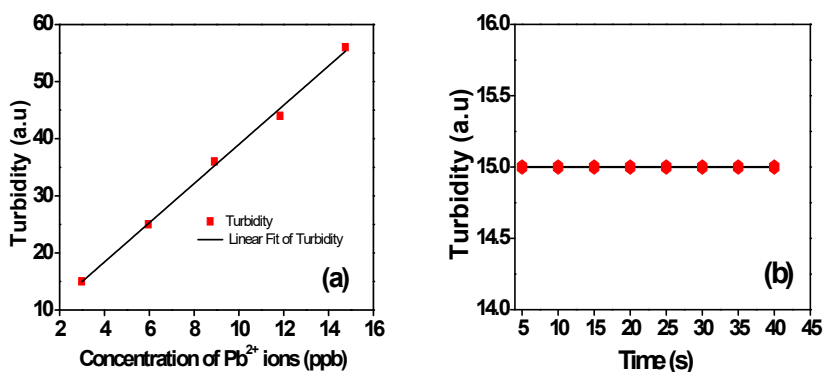 60
50
40
30
20
10
2 4 6 8 10 12 14 16
Turbidity (a.u)
Concentration of Pb²⁺ ions (ppb)
Turbidity
Linear Fit of Turbidity
(a)
16.0
15.5
15.0
14.5
14.0
5 10 15 20 25 30 35 40 45
Turbidity (a.u)
Time (s)
(b)